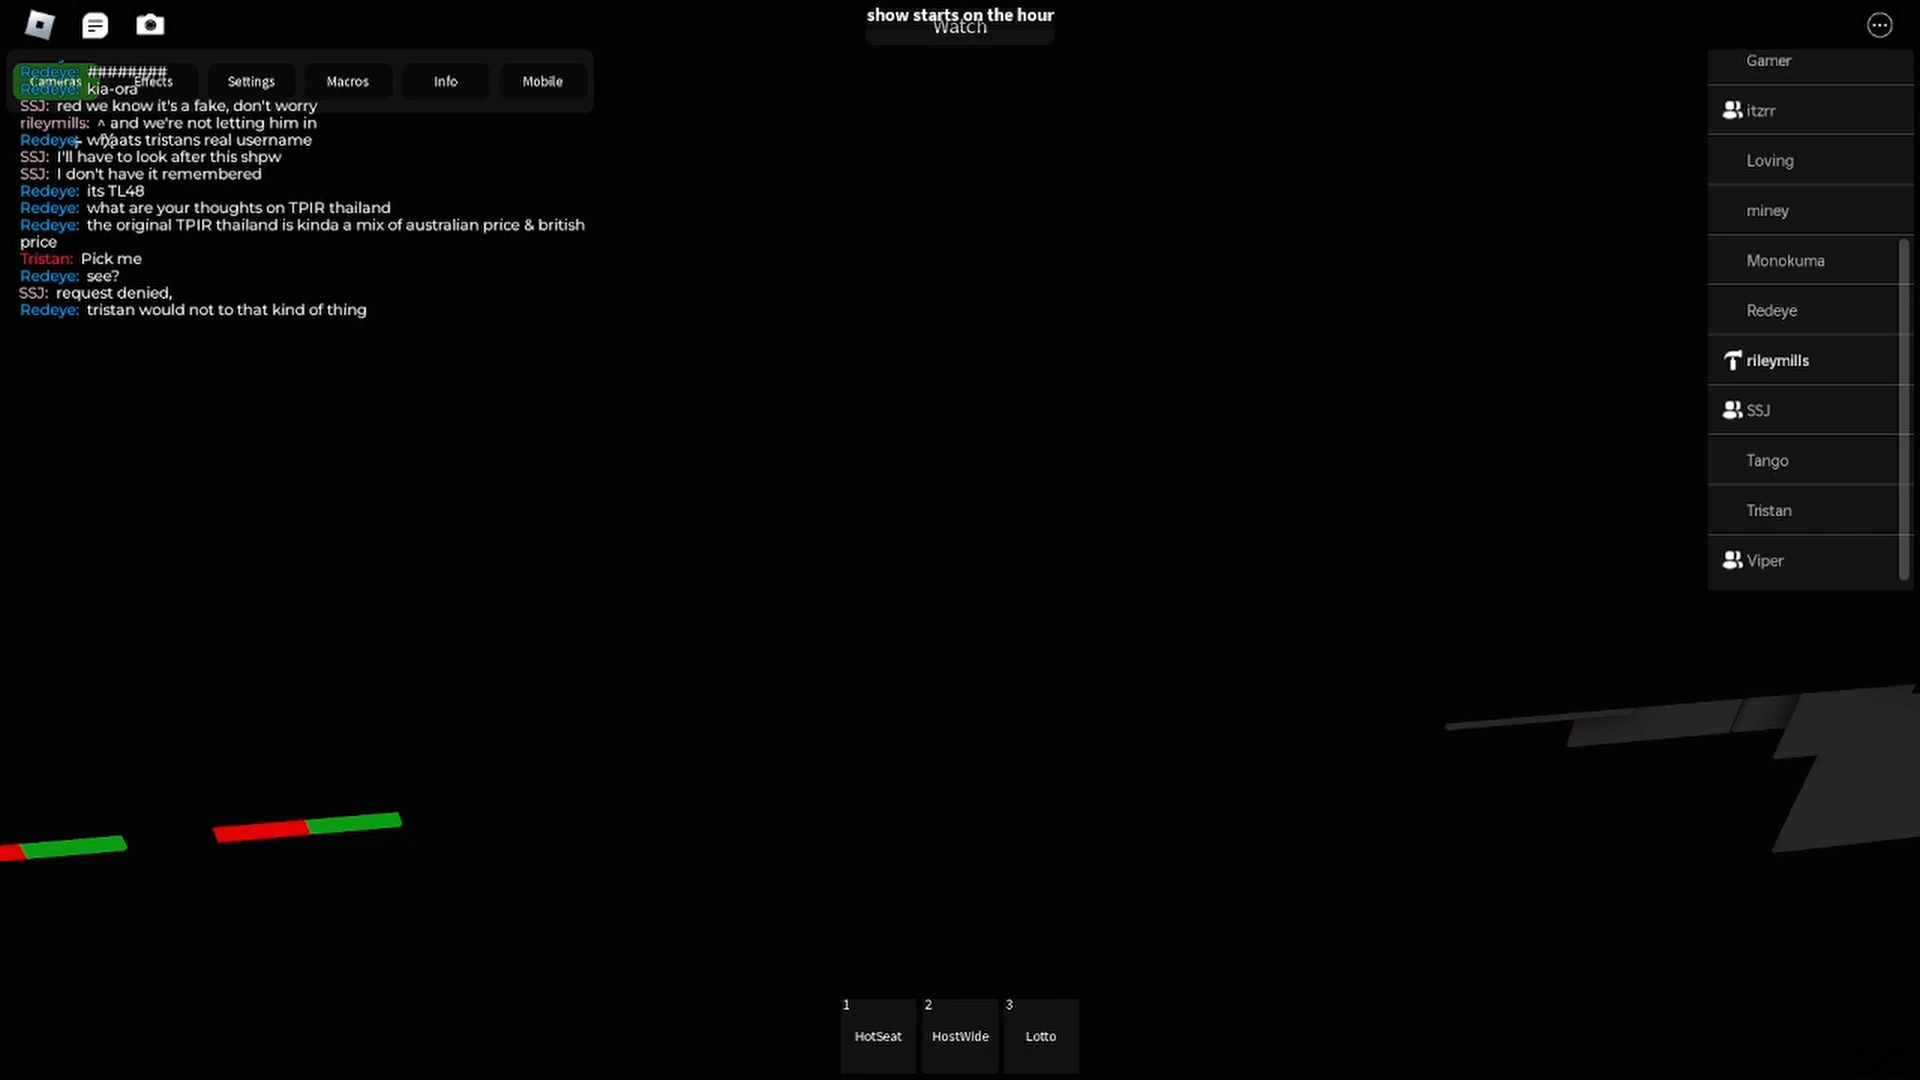 show starts on the hour
Watch
Cameras
Effects
Settings
Macros
Info
Mobile
Redeye: ########
Redeye: kia-ora
SSJ: red we know it's a fake, don't worry
rileymills: ^ and we're not letting him in
Redeye: whaats tristans real username
SSJ: I'll have to look after this shpw
SSJ: I don't have it remembered
Redeye: its TL48
Redeye: what are your thoughts on TPIR thailand
Redeye: the original TPIR thailand is kinda a mix of australian price & british
price
Tristan: Pick me
Redeye: see?
SSJ: request denied,
Redeye: tristan would not to that kind of thing
Gamer
itzrr
Loving
miney
Monokuma
Redeye
rileymills
SSJ
Tango
Tristan
Viper
1
HotSeat
2
HostWide
3
Lotto